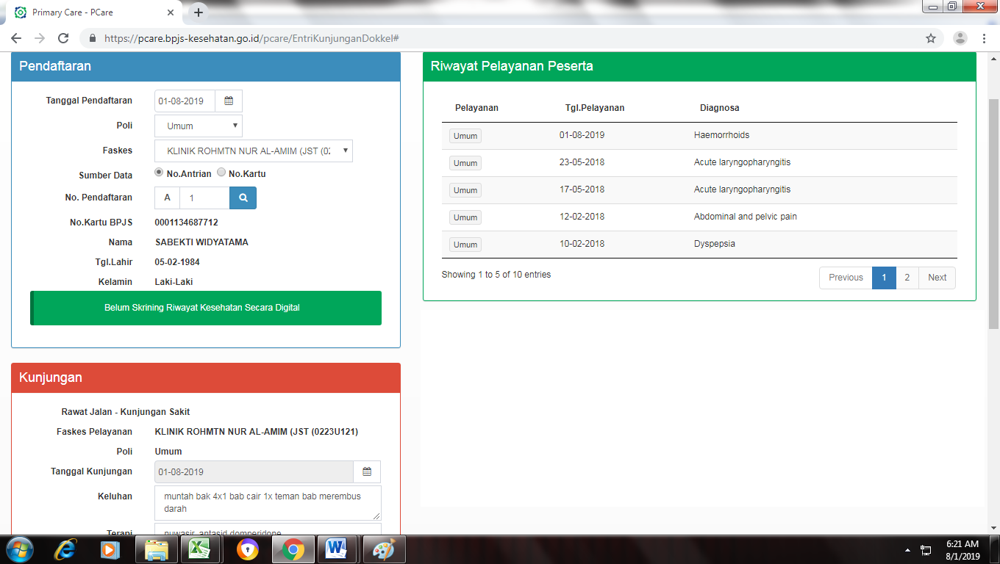 Primary Care - PCare
https://pcare.bpjs-kesehatan.go.id/pcare/EntriKunjunganDokkel#
Pendaftaran
Tanggal Pendaftaran 01-08-2019
Poli Umum
Faskes KLINIK ROHMTN NUR AL-AMIM (JST (02
Sumber Data No.Antrian No.Kartu
No. Pendaftaran A 1
No.Kartu BPJS 0001134687712
Nama SABEKTI WIDYATAMA
Tgl.Lahir 05-02-1984
Kelamin Laki-Laki
Belum Skrining Riwayat Kesehatan Secara Digital
Kunjungan
Rawat Jalan - Kunjungan Sakit
Faskes Pelayanan KLINIK ROHMTN NUR AL-AMIM (JST (0223U121)
Poli Umum
Tanggal Kunjungan 01-08-2019
Keluhan muntah bak 4x1 bab cair 1x teman bab merembus
darah
Terapi nuwasir, antasid domperidone
Riwayat Pelayanan Peserta
Pelayanan Tgl.Pelayanan Diagnosa
Umum 01-08-2019 Haemorrhoids
Umum 23-05-2018 Acute laryngopharyngitis
Umum 17-05-2018 Acute laryngopharyngitis
Umum 12-02-2018 Abdominal and pelvic pain
Umum 10-02-2018 Dyspepsia
Showing 1 to 5 of 10 entries
Previous 1 2 Next
6:21 AM
8/1/2019